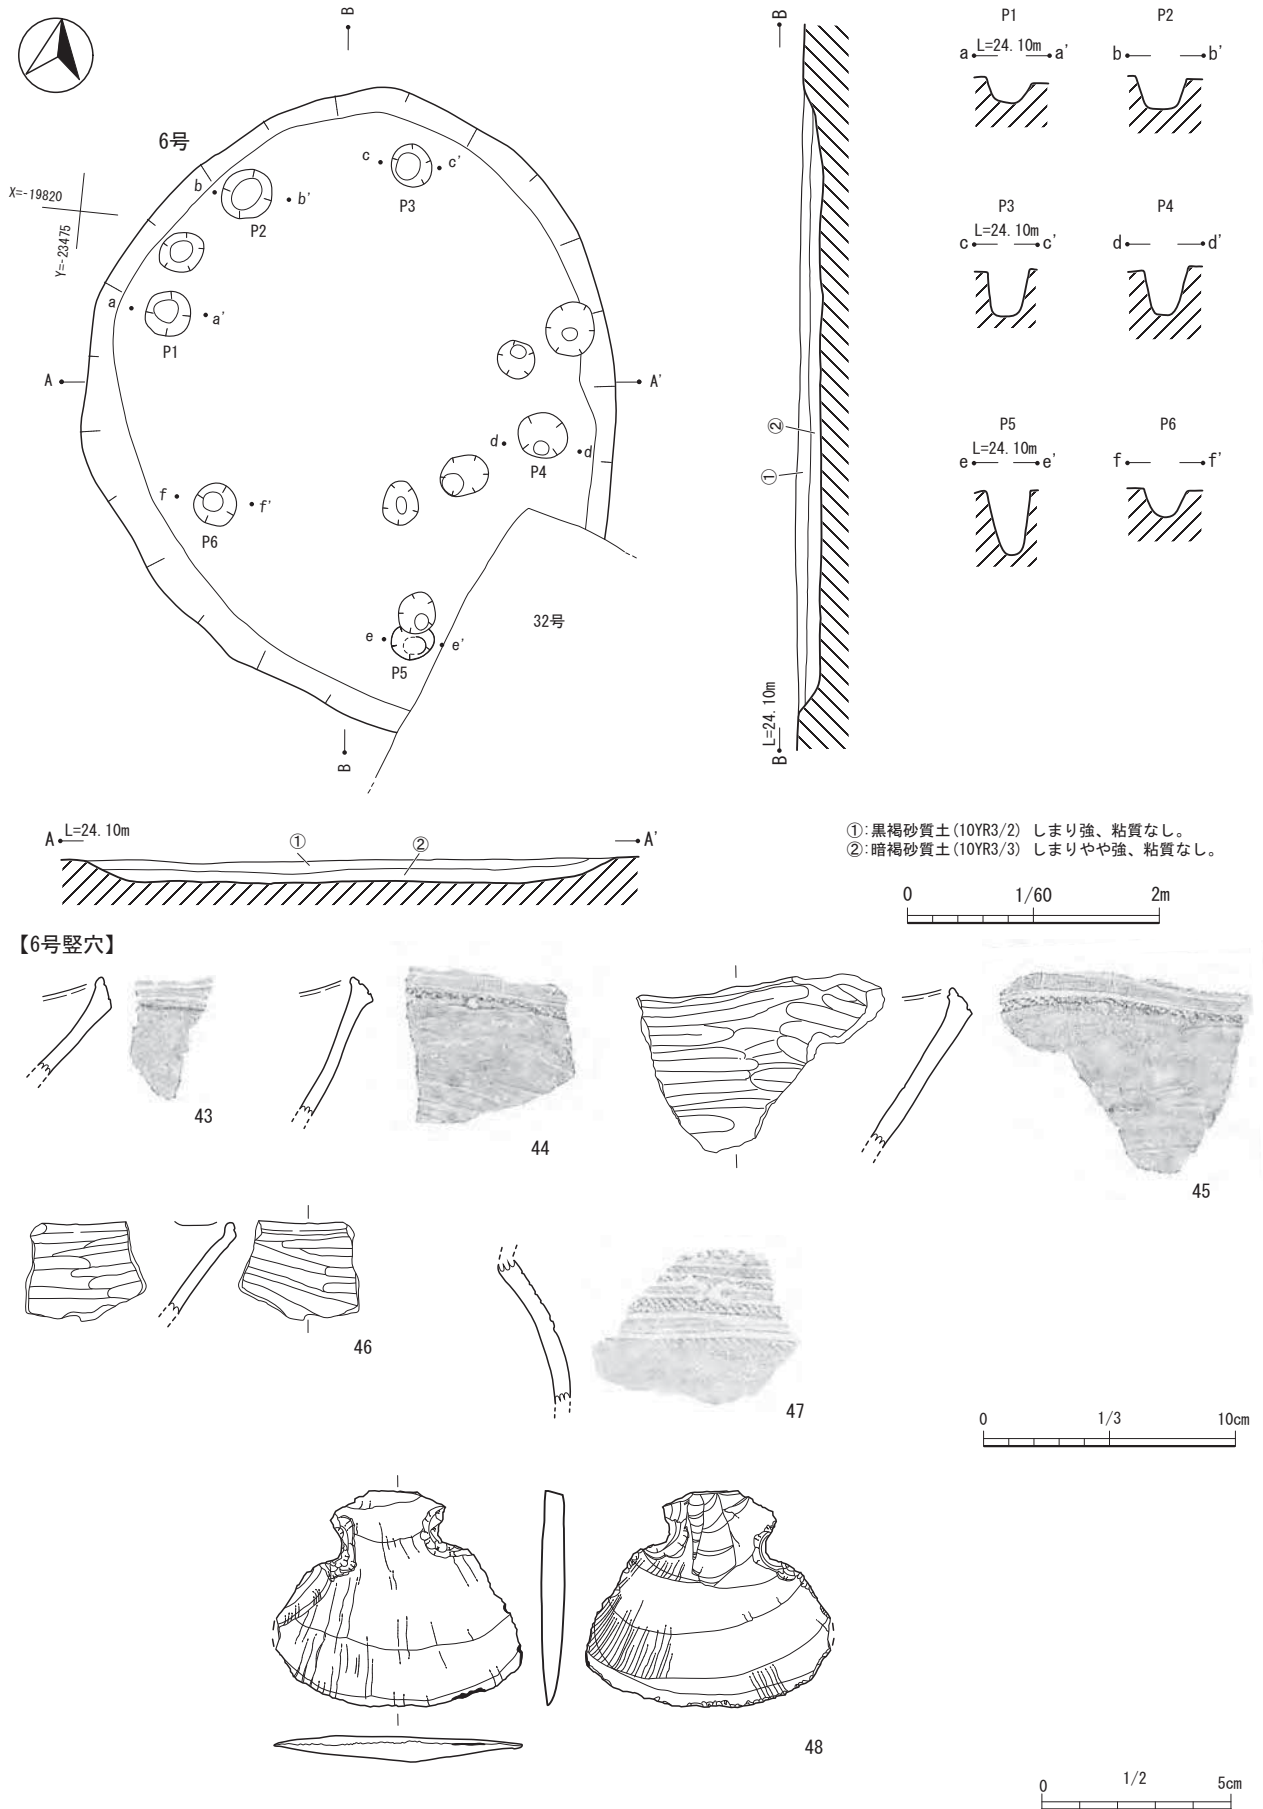 B
6号
X=-19820
Y=-23475
c c'
P3
b b'
P2
a a'
P1
A A'
d d
P4
f f'
P6
e e'
P5
32号
B
B
②
①
L=24.10m
B
P1
L=24.10m
a a'
P2
b b'
P3
L=24.10m
c c'
P4
d d'
P5
L=24.10m
e e'
P6
f f'
A L=24.10m A'
① ②
①:黒褐砂質土(10YR3/2) しまり強、粘質なし。
②:暗褐砂質土(10YR3/3) しまりやや強、粘質なし。
0 1/60 2m
【6号竪穴】
43
44
45
46
47
0 1/3 10cm
48
0 1/2 5cm